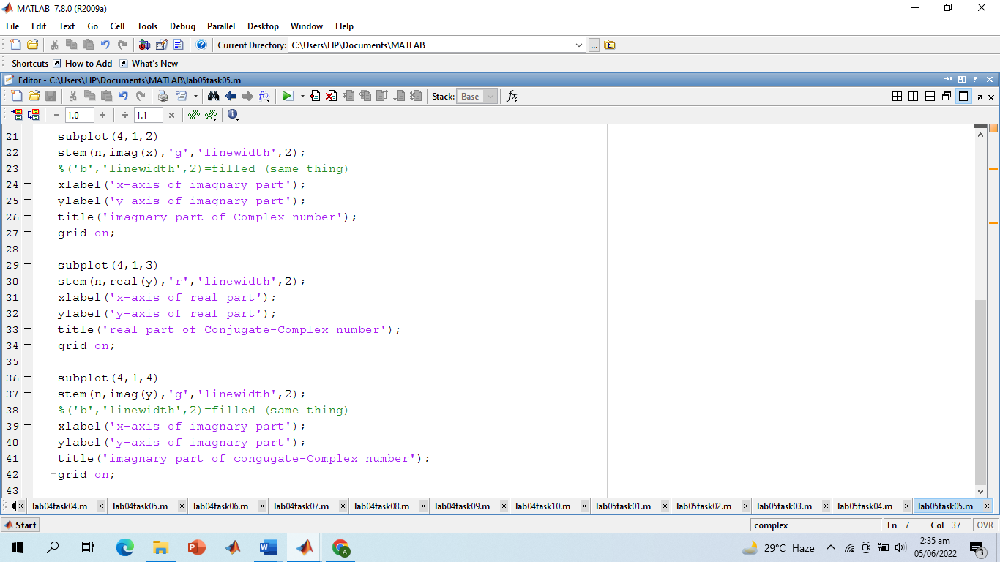 MATLAB 7.8.0 (R2009a)
File Edit Text Go Cell Tools Debug Parallel Desktop Window Help
Current Directory: C:\Users\HP\Documents\MATLAB ...
Shortcuts How to Add What's New
Editor - C:\Users\HP\Documents\MATLAB\lab05task05.m
Stack: Base fx
− 1.0 + ÷ 1.1 ×
21 subplot(4,1,2)
22 stem(n,imag(x),'g','linewidth',2);
23 %('b','linewidth',2)=filled (same thing)
24 xlabel('x-axis of imagnary part');
25 ylabel('y-axis of imagnary part');
26 title('imagnary part of Complex number');
27 grid on;
28
29 subplot(4,1,3)
30 stem(n,real(y),'r','linewidth',2);
31 xlabel('x-axis of real part');
32 ylabel('y-axis of real part');
33 title('real part of Conjugate-Complex number');
34 grid on;
35
36 subplot(4,1,4)
37 stem(n,imag(y),'g','linewidth',2);
38 %('b','linewidth',2)=filled (same thing)
39 xlabel('x-axis of imagnary part');
40 ylabel('y-axis of imagnary part');
41 title('imagnary part of congugate-Complex number');
42 grid on;
43
lab04task04.m lab04task05.m lab04task06.m lab04task07.m lab04task08.m lab04task09.m lab04task10.m lab05task01.m lab05task02.m lab05task03.m lab05task04.m lab05task05.m
Start complex Ln 7 Col 37 OVR
29°C Haze 2:35 am
05/06/2022 3